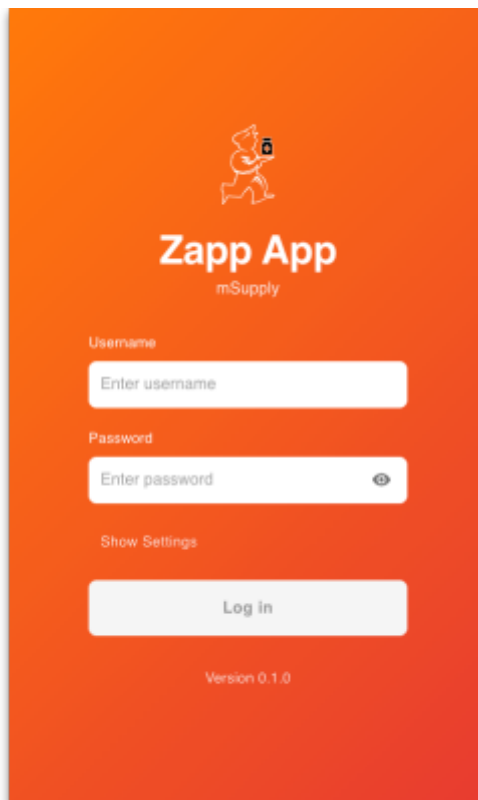 Zapp App
mSupply
Username
Enter username
Password
Enter password
Show Settings
Log in
Version 0.1.0